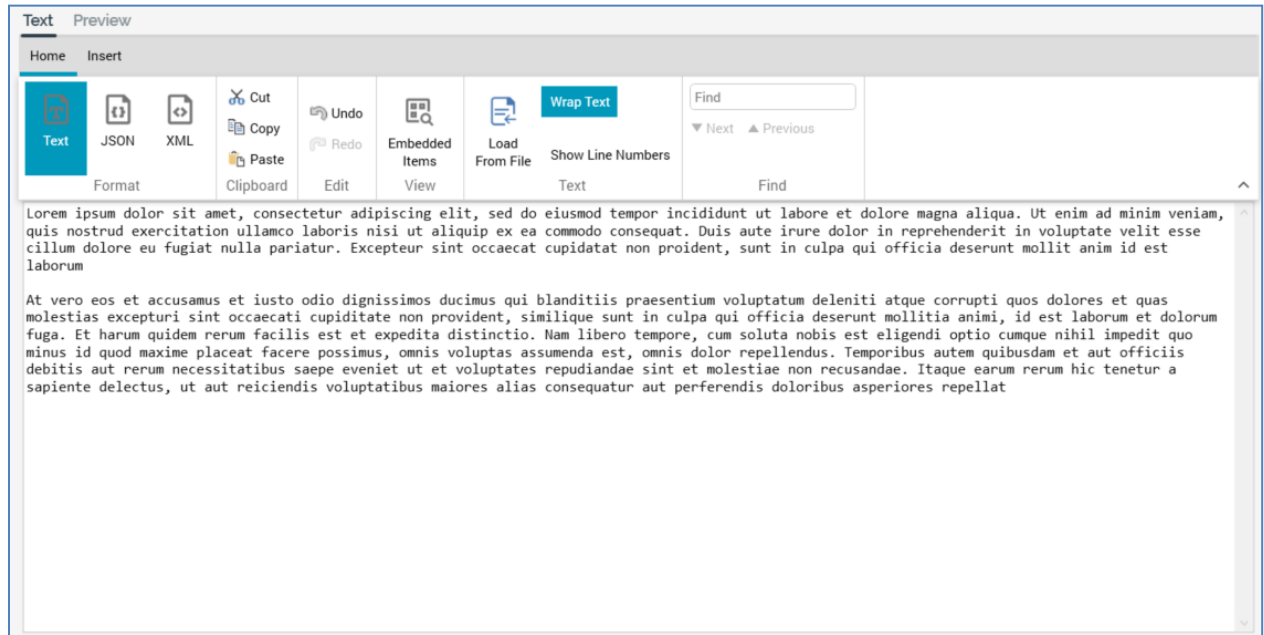 Text Preview
Home Insert
Text JSON XML
Format
Cut
Copy
Paste
Clipboard
Undo
Redo
Edit
Embedded
Items
View
Load
From File
Wrap Text
Show Line Numbers
Text
Find
Next Previous
Find
Lorem ipsum dolor sit amet, consectetur adipiscing elit, sed do eiusmod tempor incididunt ut labore et dolore magna aliqua. Ut enim ad minim veniam,
quis nostrud exercitation ullamco laboris nisi ut aliquip ex ea commodo consequat. Duis aute irure dolor in reprehenderit in voluptate velit esse
cillum dolore eu fugiat nulla pariatur. Excepteur sint occaecat cupidatat non proident, sunt in culpa qui officia deserunt mollit anim id est
laborum
At vero eos et accusamus et iusto odio dignissimos ducimus qui blanditiis praesentium voluptatum deleniti atque corrupti quos dolores et quas
molestias excepturi sint occaecati cupiditate non provident, similique sunt in culpa qui officia deserunt mollitia animi, id est laborum et dolorum
fuga. Et harum quidem rerum facilis est et expedita distinctio. Nam libero tempore, cum soluta nobis est eligendi optio cumque nihil impedit quo
minus id quod maxime placeat facere possimus, omnis voluptas assumenda est, omnis dolor repellendus. Temporibus autem quibusdam et aut officiis
debitis aut rerum necessitatibus saepe eveniet ut et voluptates repudiandae sint et molestiae non recusandae. Itaque earum rerum hic tenetur a
sapiente delectus, ut aut reiciendis voluptatibus maiores alias consequatur aut perferendis doloribus asperiores repellat